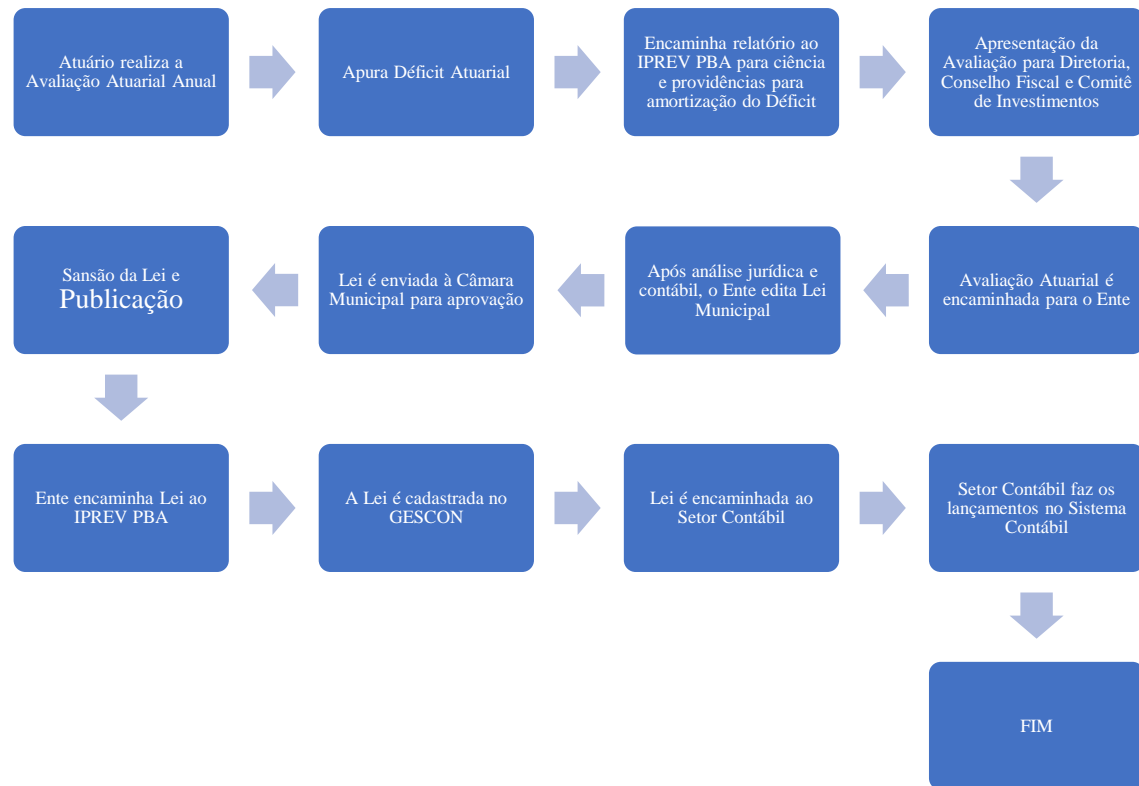 Atuário realiza a
Avaliação Atuarial Anual
Apura Déficit Atuarial
Encaminha relatório ao
IPREV PBA para ciência
e providências para
amortização do Déficit
Apresentação da
Avaliação para Diretoria,
Conselho Fiscal e Comitê
de Investimentos
Avaliação Atuarial é
encaminhada para o Ente
Após análise jurídica e
contábil, o Ente edita Lei
Municipal
Lei é enviada à Câmara
Municipal para aprovação
Sansão da Lei e
Publicação
Ente encaminha Lei ao
IPREV PBA
A Lei é cadastrada no
GESCON
Lei é encaminhada ao
Setor Contábil
Setor Contábil faz os
lançamentos no Sistema
Contábil
FIM